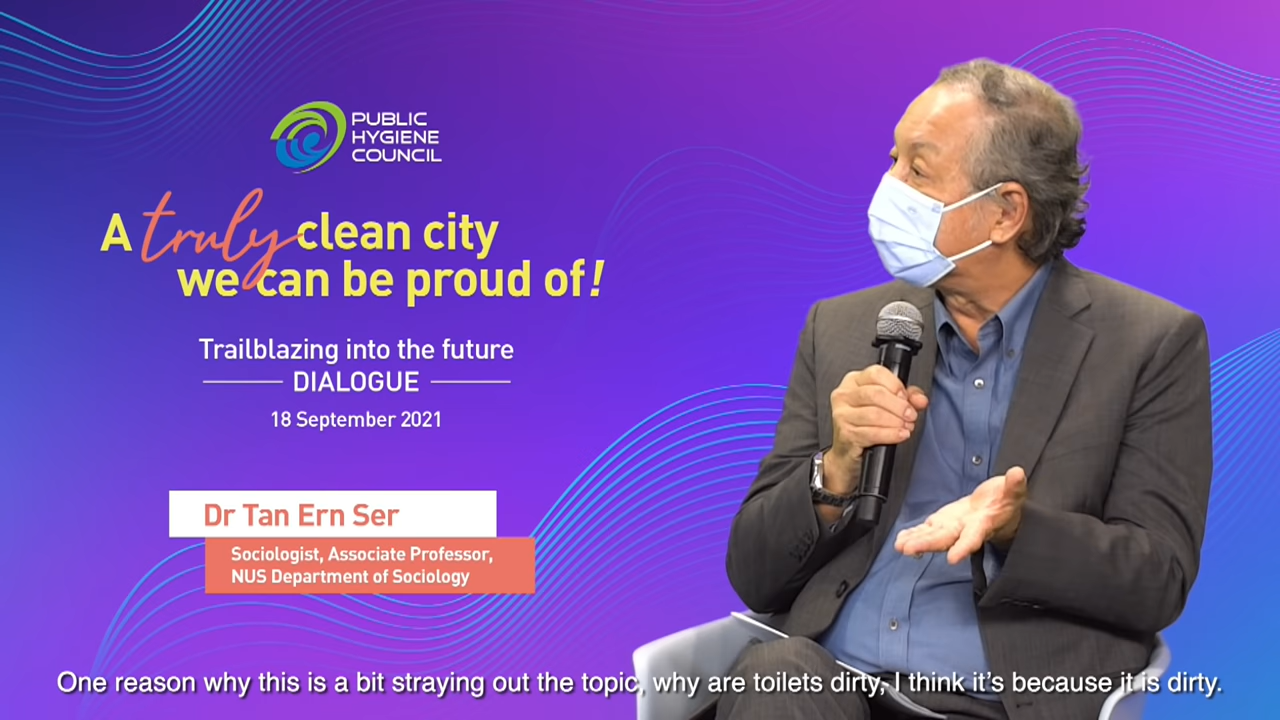 PUBLIC
HYGIENE
COUNCIL
A truly clean city
we can be proud of!
Trailblazing into the future
DIALOGUE
18 September 2021
Dr Tan Ern Ser
Sociologist, Associate Professor,
NUS Department of Sociology
One reason why this is a bit straying out the topic, why are toilets dirty, I think it's because it is dirty.